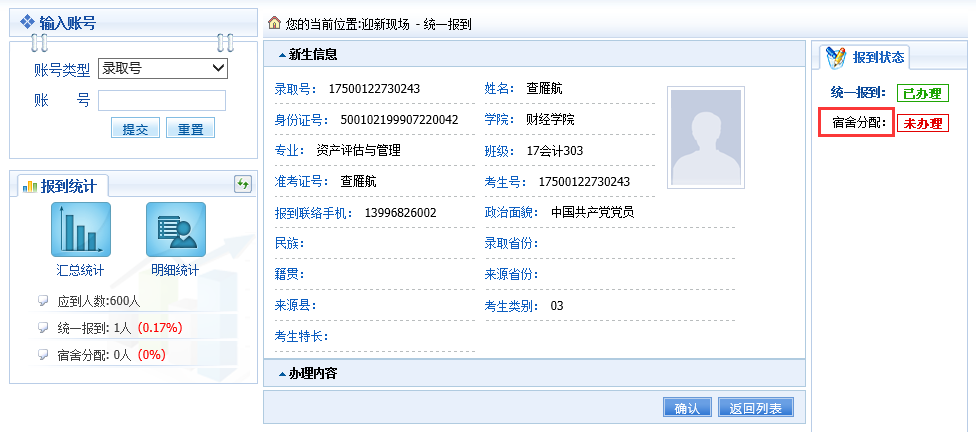 输入账号
账号类型 录取号
账 号
提交 重置
报到统计
汇总统计 明细统计
应到人数:600人
统一报到: 1人 (0.17%)
宿舍分配: 0人 (0%)
您的当前位置:迎新现场 - 统一报到
新生信息
录取号： 17500122730243 姓名： 查雁航
身份证号： 500102199907220042 学院： 财经学院
专业： 资产评估与管理 班级： 17会计303
准考证号： 查雁航 考生号： 17500122730243
报到联络手机： 13996826002 政治面貌： 中国共产党党员
民族： 录取省份：
籍贯： 来源省份：
来源县： 考生类别： 03
考生特长：
办理内容
确认 返回列表
报到状态
统一报到： 已办理
宿舍分配： 未办理